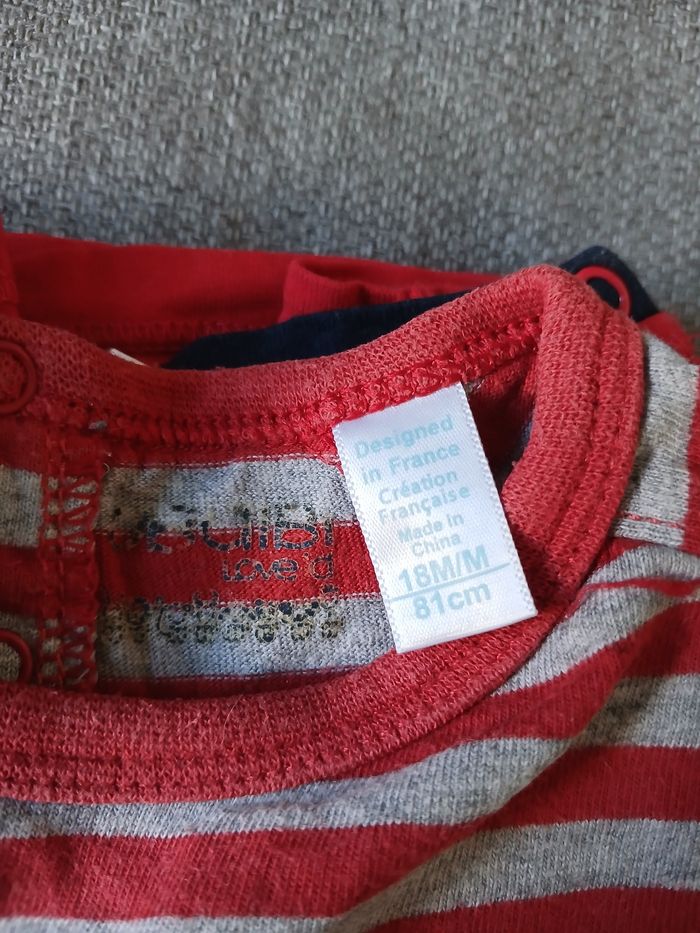 Designed
in France
Création
Française
Made in
China
18M/M
81cm
Love a